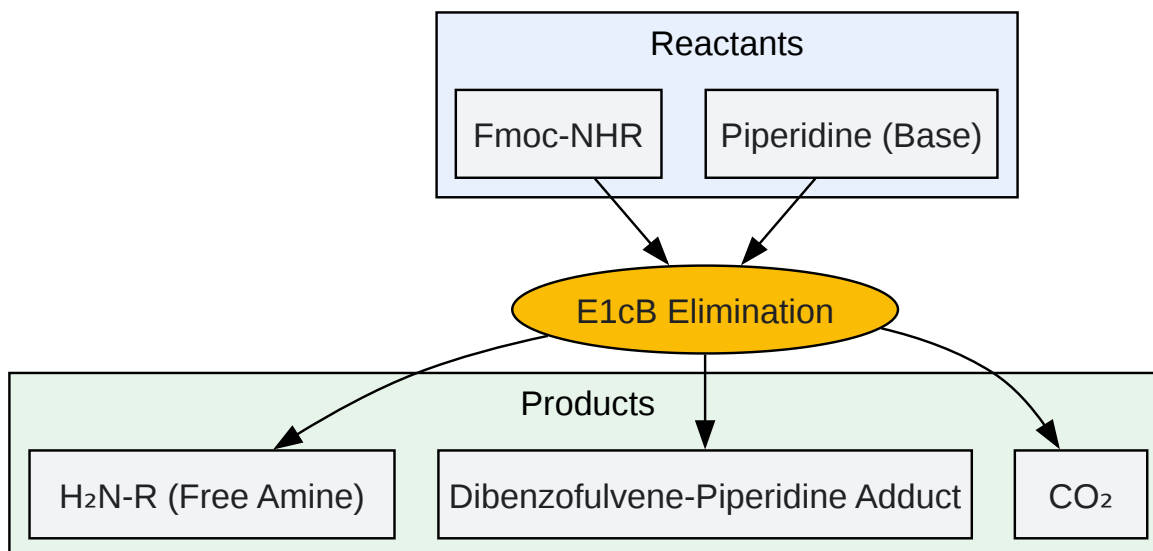 Reactants
Fmoc-NHR
Piperidine (Base)
E1cB Elimination
Products
H₂N-R (Free Amine)
Dibenzofulvene-Piperidine Adduct
CO₂